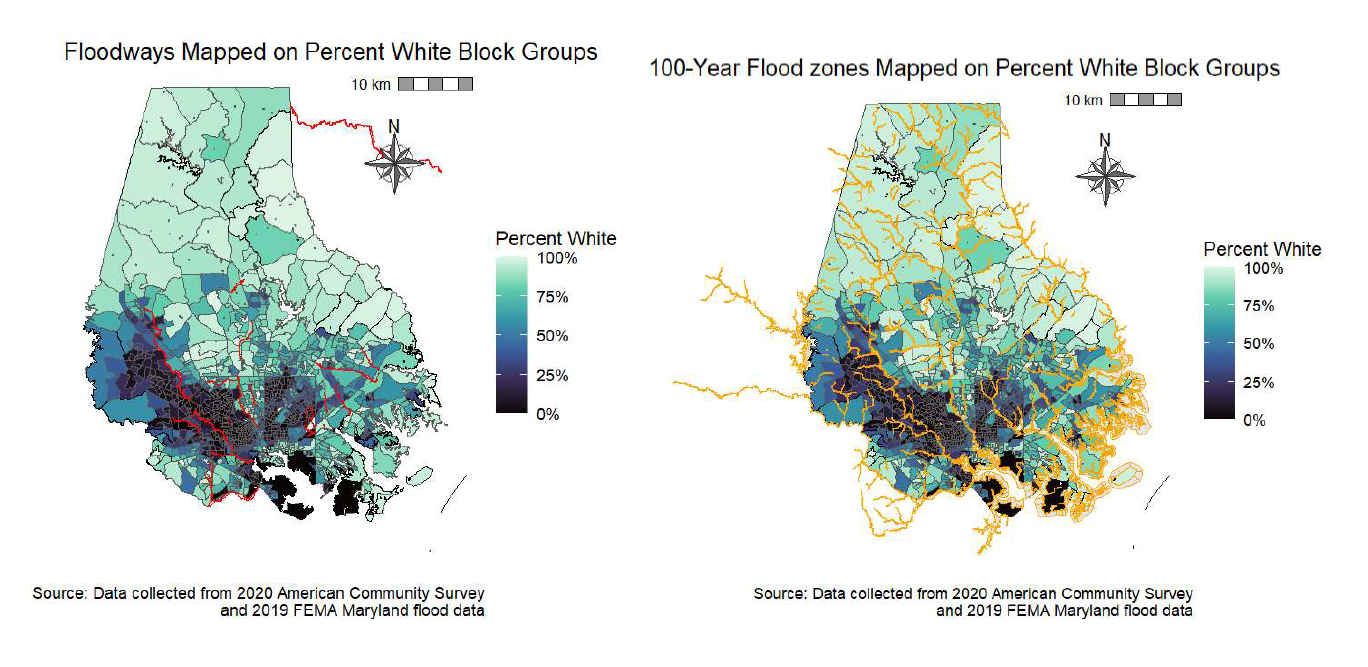 Floodways Mapped on Percent White Block Groups
10 km
N
Percent White
100%
75%
50%
25%
0%
Source: Data collected from 2020 American Community Survey
and 2019 FEMA Maryland flood data
100-Year Flood zones Mapped on Percent White Block Groups
10 km
N
Percent White
100%
75%
50%
25%
0%
Source: Data collected from 2020 American Community Survey
and 2019 FEMA Maryland flood data